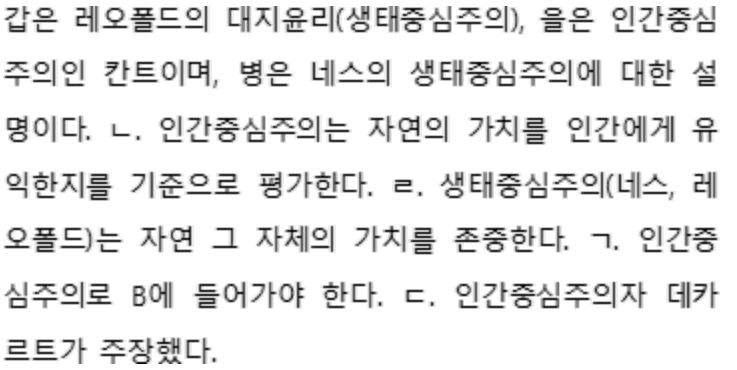 갑은 레오폴드의 대지윤리(생태중심주의), 을은 인간중심
주의인 칸트이며, 병은 네스의 생태중심주의에 대한 설
명이다. ㄴ. 인간중심주의는 자연의 가치를 인간에게 유
익한지를 기준으로 평가한다. ㄹ. 생태중심주의(네스, 레
오폴드)는 자연 그 자체의 가치를 존중한다. ㄱ. 인간중
심주의로 B에 들어가야 한다. ㄷ. 인간중심주의자 데카
르트가 주장했다.